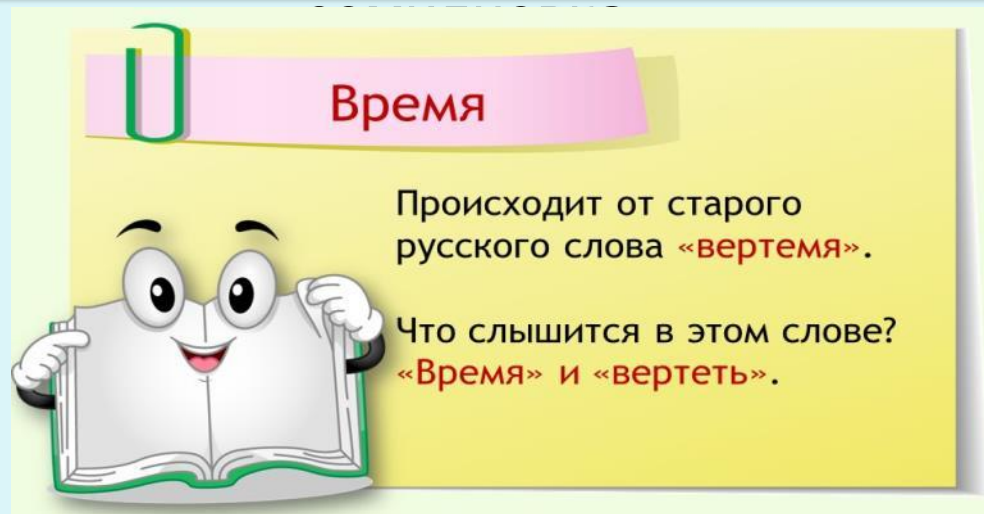 Время
Происходит от старого
русского слова «вертемя».
Что слышится в этом слове?
«Время» и «вертеть».